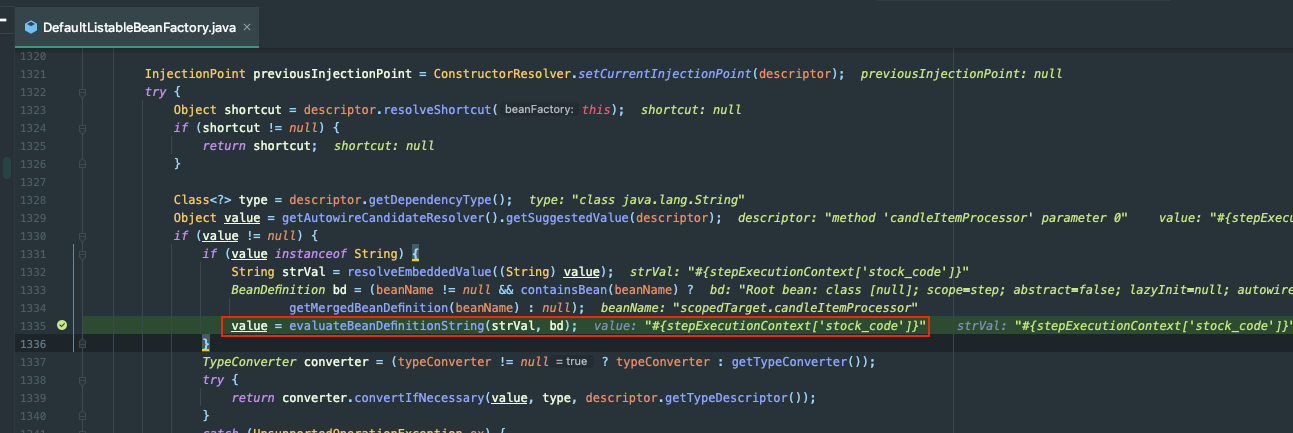 DefaultListableBeanFactory.java ×
1320
1321 InjectionPoint previousInjectionPoint = ConstructorResolver.setCurrentInjectionPoint(descriptor); previousInjectionPoint: null
1322 try {
1323 Object shortcut = descriptor.resolveShortcut( beanFactory: this); shortcut: null
1324 if (shortcut != null) {
1325 return shortcut; shortcut: null
1326 }
1327
1328 Class<?> type = descriptor.getDependencyType(); type: "class java.lang.String"
1329 Object value = getAutowireCandidateResolver().getSuggestedValue(descriptor); descriptor: "method 'candleItemProcessor' parameter 0" value: "#{stepExecu
1330 if (value != null) {
1331 if (value instanceof String) {
1332 String strVal = resolveEmbeddedValue((String) value); strVal: "#{stepExecutionContext['stock_code']}"
1333 BeanDefinition bd = (beanName != null && containsBean(beanName) ? bd: "Root bean: class [null]; scope=step; abstract=false; lazyInit=null; autowire
1334 getMergedBeanDefinition(beanName) : null); beanName: "scopedTarget.candleItemProcessor"
1335 value = evaluateBeanDefinitionString(strVal, bd); value: "#{stepExecutionContext['stock_code']}" strVal: "#{stepExecutionContext['stock_code']}"
1336 }
1337 TypeConverter converter = (typeConverter != null = true ? typeConverter : getTypeConverter());
1338 try {
1339 return converter.convertIfNecessary(value, type, descriptor.getTypeDescriptor());
1340 }
1341 catch (UnsupportedOperationException ex) {